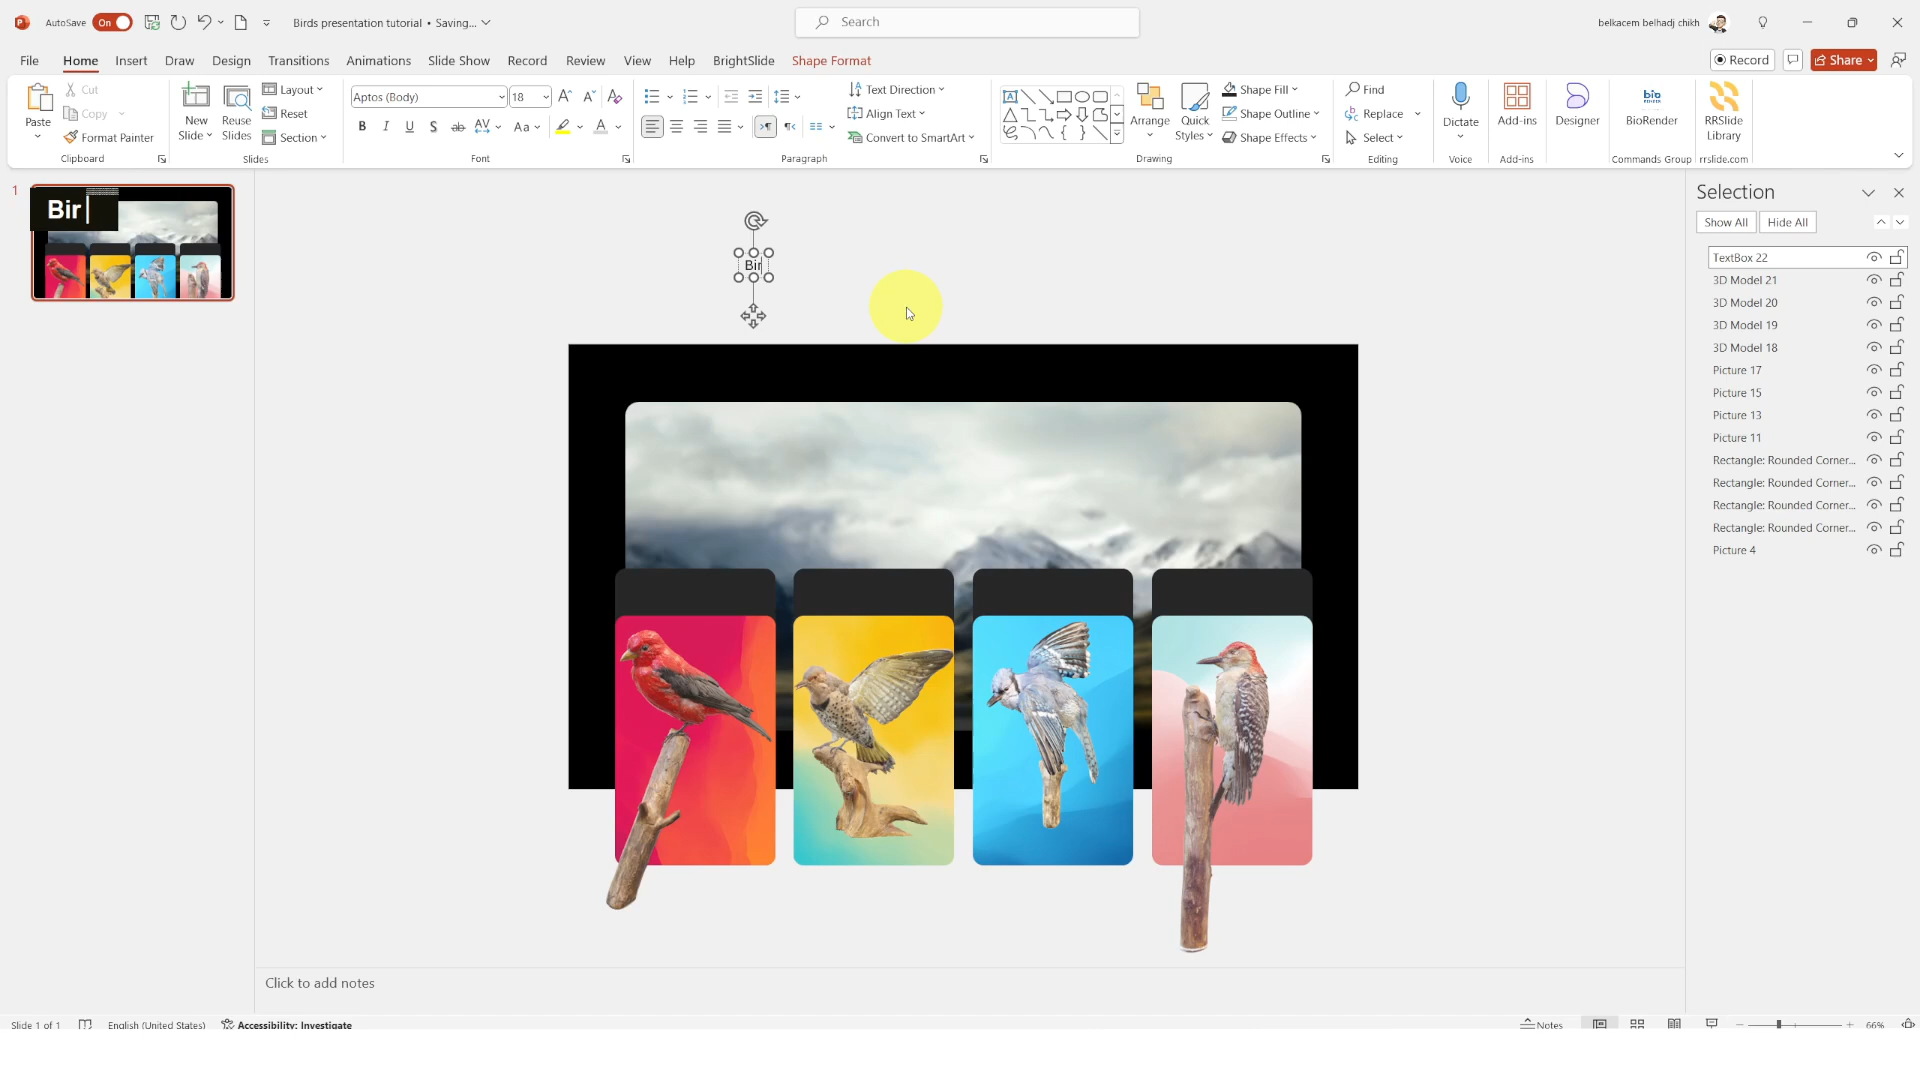 AutoSave On Birds presentation tutorial • Saving... Search belkacem belhadj chikh
File Home Insert Draw Design Transitions Animations Slide Show Record Review View Help BrightSlide Shape Format Record Share
Paste
Cut
Copy
Format Painter
Clipboard
New
Slide
Reuse
Slides
Layout
Reset
Section
Slides
Aptos (Body) 18
Font
Text Direction
Align Text
Convert to SmartArt
Paragraph
Arrange
Quick
Styles
Shape Fill
Shape Outline
Shape Effects
Drawing
Find
Replace
Select
Editing
Dictate
Voice
Add-ins
Add-ins
Designer
bio
BioRender
Commands Group
RRSlide
Library
rrslide.com
1
Bir
Bir
Selection
Show All Hide All
TextBox 22
3D Model 21
3D Model 20
3D Model 19
3D Model 18
Picture 17
Picture 15
Picture 13
Picture 11
Rectangle: Rounded Corner...
Rectangle: Rounded Corner...
Rectangle: Rounded Corner...
Rectangle: Rounded Corner...
Picture 4
Click to add notes
Slide 1 of 1 English (United States) Accessibility: Investigate Notes 66%